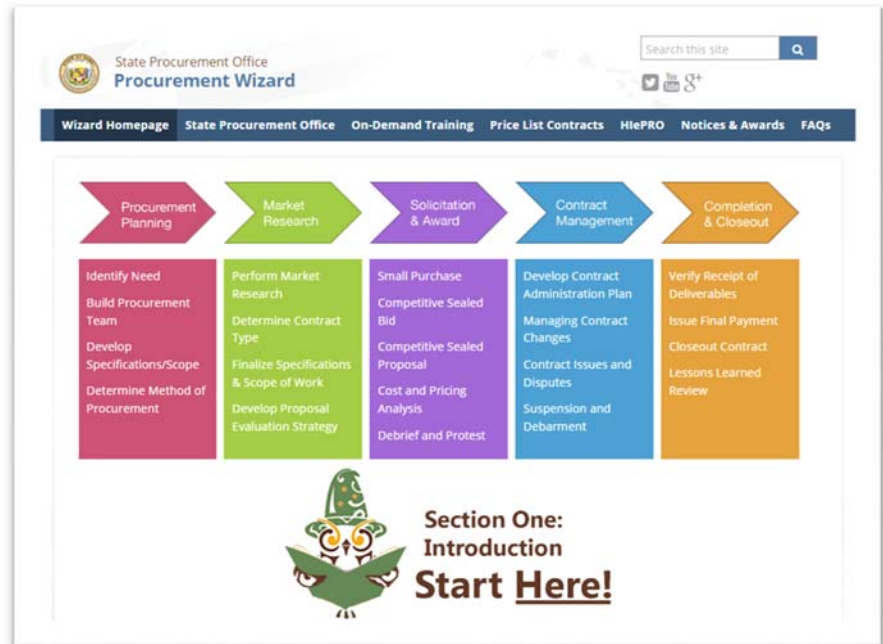 State Procurement Office
Procurement Wizard
Search this site
You
Tube
g+
Wizard Homepage State Procurement Office On-Demand Training Price List Contracts HIePRO Notices & Awards FAQs
Procurement
Planning
Market
Research
Solicitation
& Award
Contract
Management
Completion
& Closeout
Identify Need
Build Procurement
Team
Develop
Specifications/Scope
Determine Method of
Procurement
Perform Market
Research
Determine Contract
Type
Finalize Specifications
& Scope of Work
Develop Proposal
Evaluation Strategy
Small Purchase
Competitive Sealed
Bid
Competitive Sealed
Proposal
Cost and Pricing
Analysis
Debrief and Protest
Develop Contract
Administration Plan
Managing Contract
Changes
Contract Issues and
Disputes
Suspension and
Debarment
Verify Receipt of
Deliverables
Issue Final Payment
Closeout Contract
Lessons Learned
Review
Section One:
Introduction
Start Here!